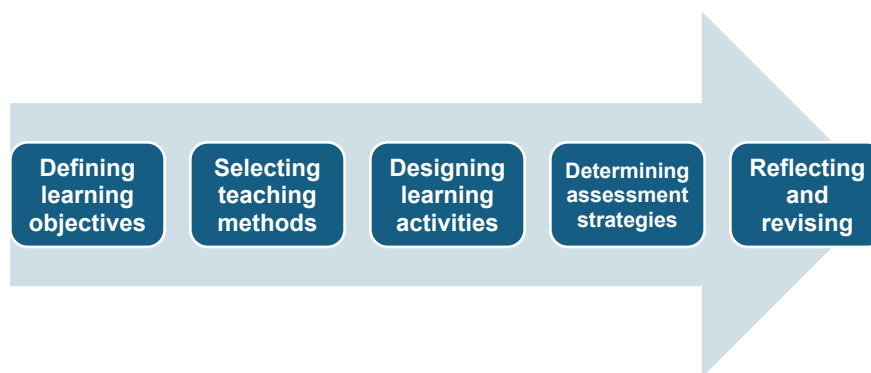 Defining
learning
objectives
Selecting
teaching
methods
Designing
learning
activities
Determining
assessment
strategies
Reflecting
and
revising